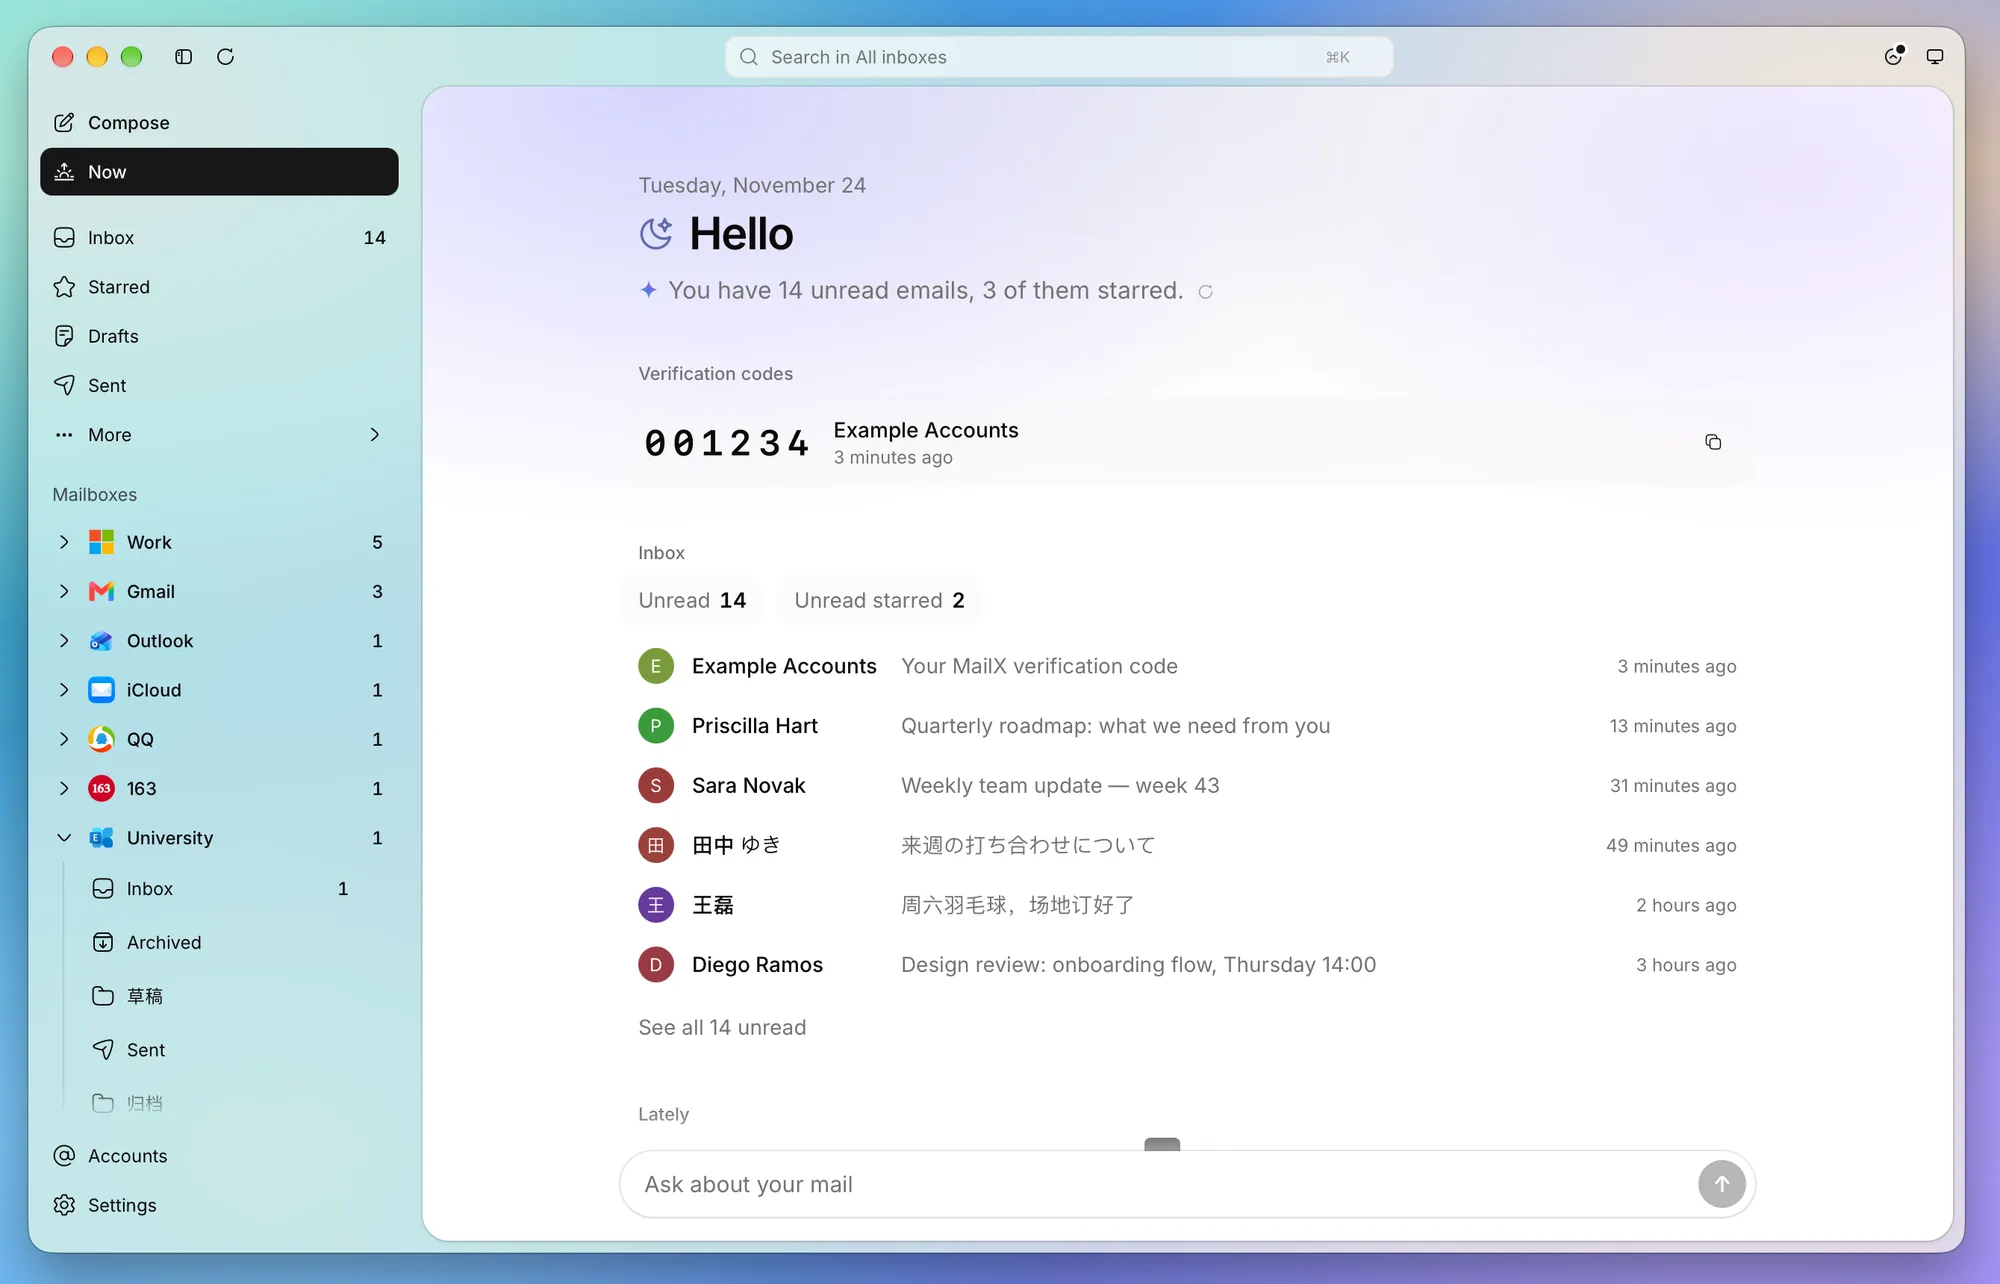 Search in All inboxes ⌘K
Compose
Now
Inbox 14
Starred
Drafts
Sent
More
Mailboxes
Work 5
Gmail 3
Outlook 1
iCloud 1
QQ 1
163 163 1
E University 1
Inbox 1
Archived
草稿
Sent
归档
Accounts
Settings
Tuesday, November 24
Hello
You have 14 unread emails, 3 of them starred.
Verification codes
001234 Example Accounts
3 minutes ago
Inbox
Unread 14 Unread starred 2
E Example Accounts Your MailX verification code 3 minutes ago
P Priscilla Hart Quarterly roadmap: what we need from you 13 minutes ago
S Sara Novak Weekly team update — week 43 31 minutes ago
田 田中 ゆき 来週の打ち合わせについて 49 minutes ago
王 王磊 周六羽毛球，场地订好了 2 hours ago
D Diego Ramos Design review: onboarding flow, Thursday 14:00 3 hours ago
See all 14 unread
Lately
Ask about your mail